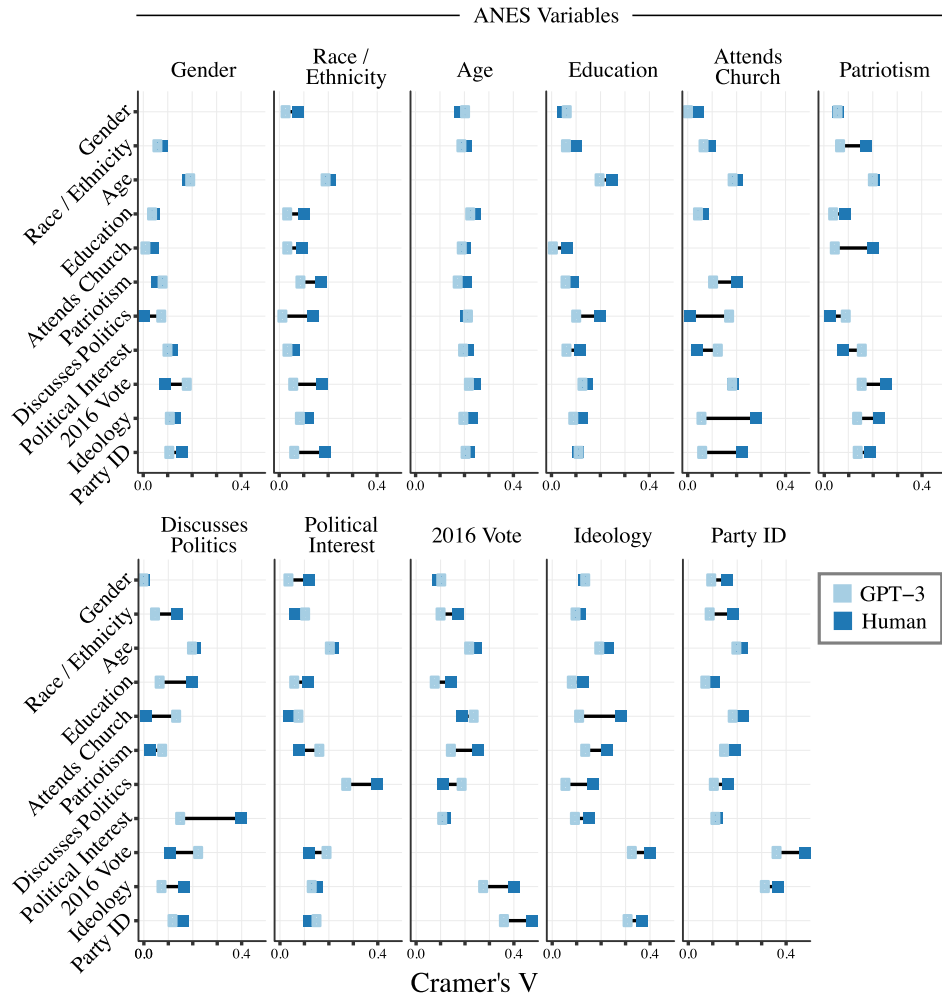 ANES Variables
Gender
Race /
Ethnicity
Age
Education
Attends
Church
Patriotism
Gender
Race / Ethnicity
Age
Education
Attends Church
Patriotism
Discusses Politics
Political Interest
2016 Vote
Ideology
Party ID
0.0 0.4 0.0 0.4 0.0 0.4 0.0 0.4 0.0 0.4 0.0 0.4
Discusses
Politics
Political
Interest
2016 Vote
Ideology
Party ID
Gender
Race / Ethnicity
Age
Education
Attends Church
Patriotism
Discusses Politics
Political Interest
2016 Vote
Ideology
Party ID
0.0 0.4 0.0 0.4 0.0 0.4 0.0 0.4 0.0 0.4
GPT−3
Human
Cramer's V